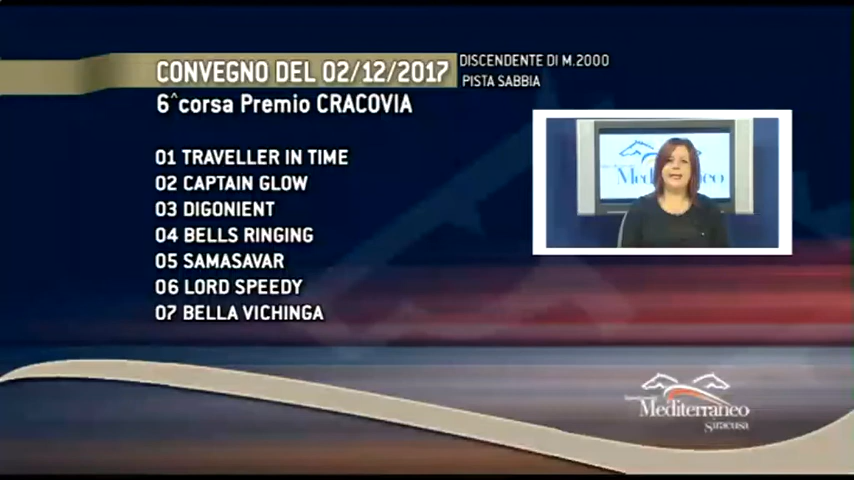 CONVEGNO DEL 02/12/2017
DISCENDENTE DI M.2000
PISTA SABBIA
6^corsa Premio CRACOVIA
01 TRAVELLER IN TIME
02 CAPTAIN GLOW
03 DIGONIENT
04 BELLS RINGING
05 SAMASAVAR
06 LORD SPEEDY
07 BELLA VICHINGA
Mediterraneo
Siracusa